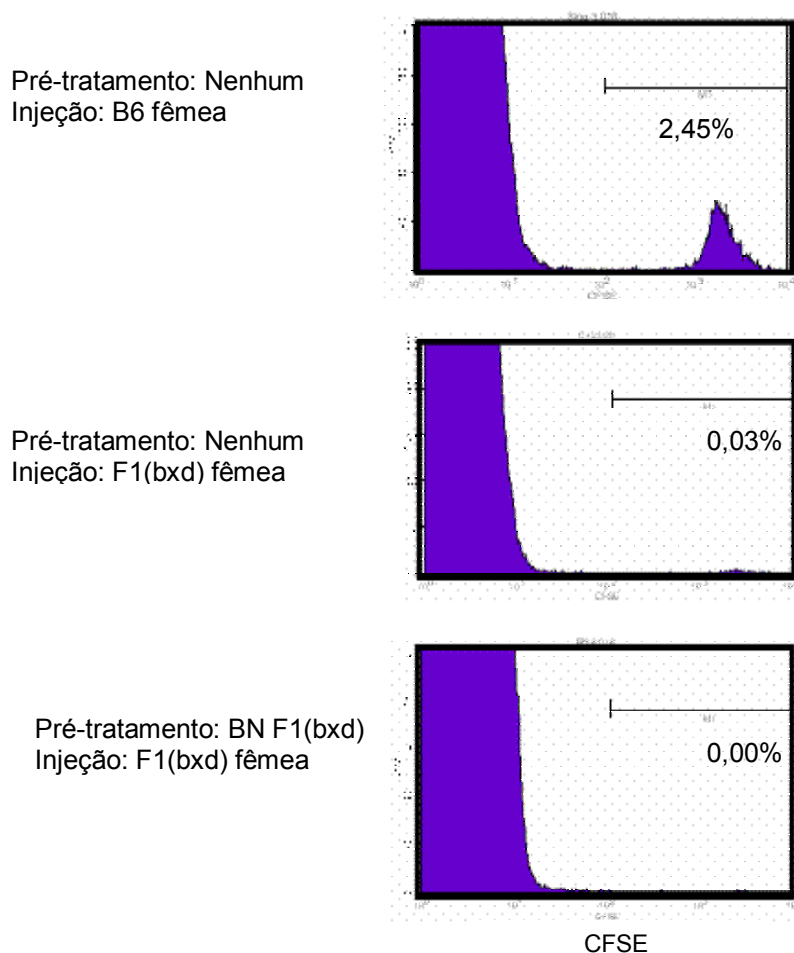 Pré-tratamento: Nenhum
Injeção: B6 fêmea
2,45%
Pré-tratamento: Nenhum
Injeção: F1(bxd) fêmea
0,03%
Pré-tratamento: BN F1(bxd)
Injeção: F1(bxd) fêmea
0,00%
CFSE